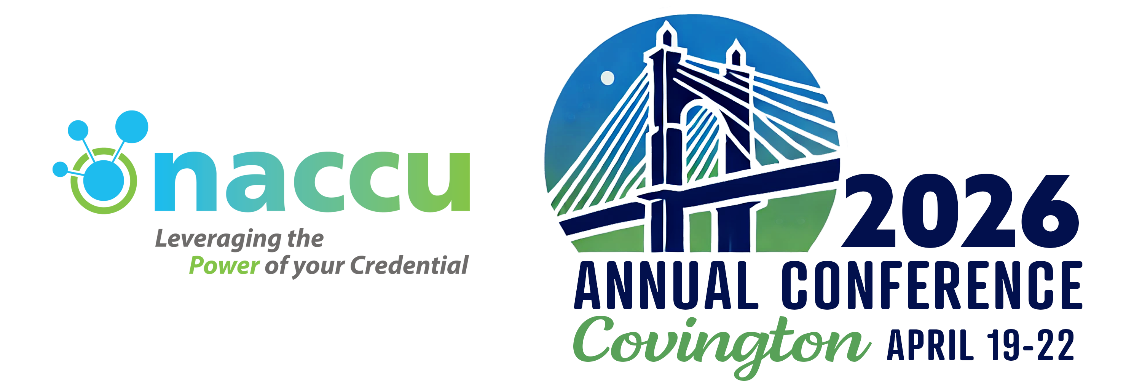 naccu
Leveraging the
Power of your Credential
2026
ANNUAL CONFERENCE
Covington APRIL 19-22